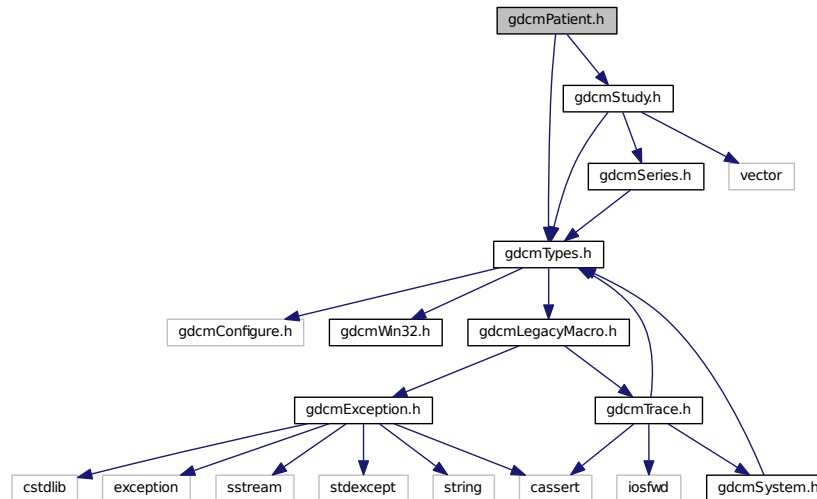 gdcmPatient.h
gdcmStudy.h
gdcmSeries.h
vector
gdcmTypes.h
gdcmConfigure.h
gdcmWin32.h
gdcmLegacyMacro.h
gdcmException.h
gdcmTrace.h
cstdlib
exception
sstream
stdexcept
string
cassert
iosfwd
gdcmSystem.h